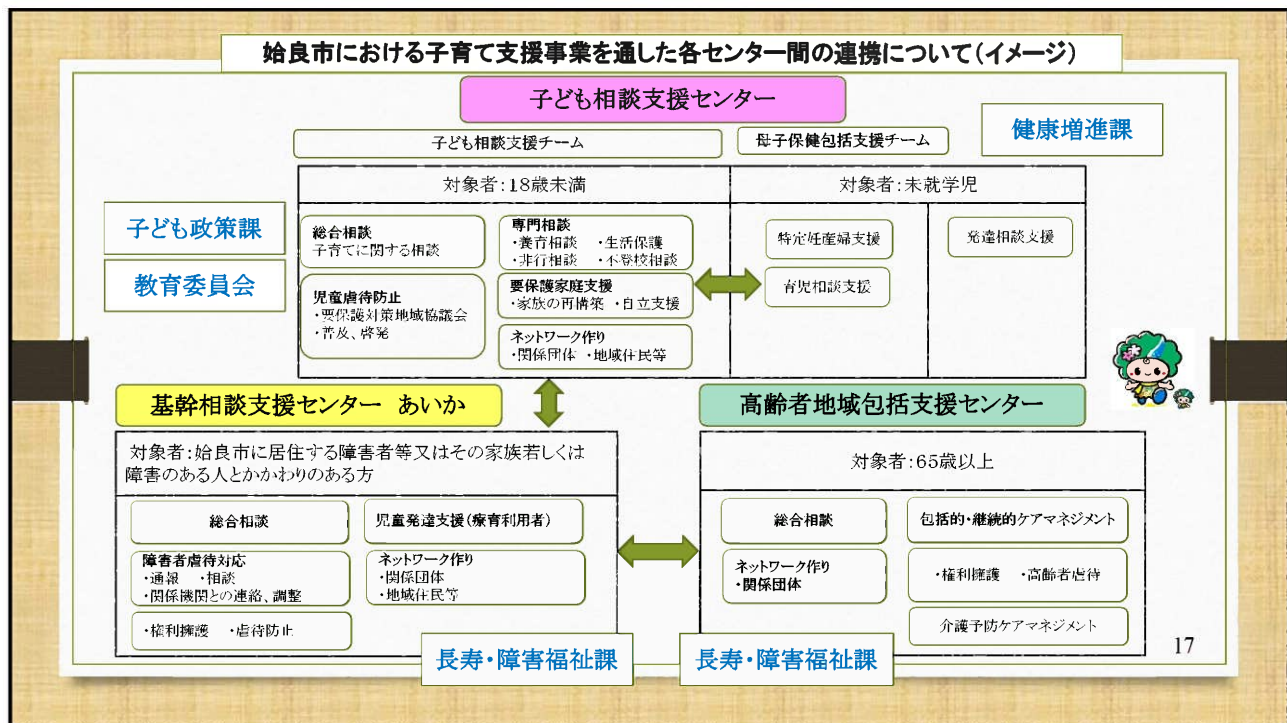 姶良市における子育て支援事業を通した各センター間の連携について(イメージ)
子ども相談支援センター
健康増進課
子ども相談支援チーム
母子保健包括支援チーム
対象者:18歳未満
対象者:未就学児
子ども政策課
教育委員会
総合相談
子育てに関する相談
専門相談
・養育相談 ・生活保護
・非行相談 ・不登校相談
児童虐待防止
・要保護対策地域協議会
・普及、啓発
要保護家庭支援
・家族の再構築 ・自立支援
ネットワーク作り
・関係団体 ・地域住民等
特定妊産婦支援
発達相談支援
育児相談支援
基幹相談支援センター あいか
対象者:姶良市に居住する障害者等又はその家族若しくは
障害のある人とかかわりのある方
総合相談
児童発達支援(療育利用者)
障害者虐待対応
・通報 ・相談
・関係機関との連絡、調整
ネットワーク作り
・関係団体
・地域住民等
・権利擁護 ・虐待防止
長寿・障害福祉課
高齢者地域包括支援センター
対象者:65歳以上
総合相談
包括的・継続的ケアマネジメント
ネットワーク作り
・関係団体
・権利擁護 ・高齢者虐待
介護予防ケアマネジメント
長寿・障害福祉課
17